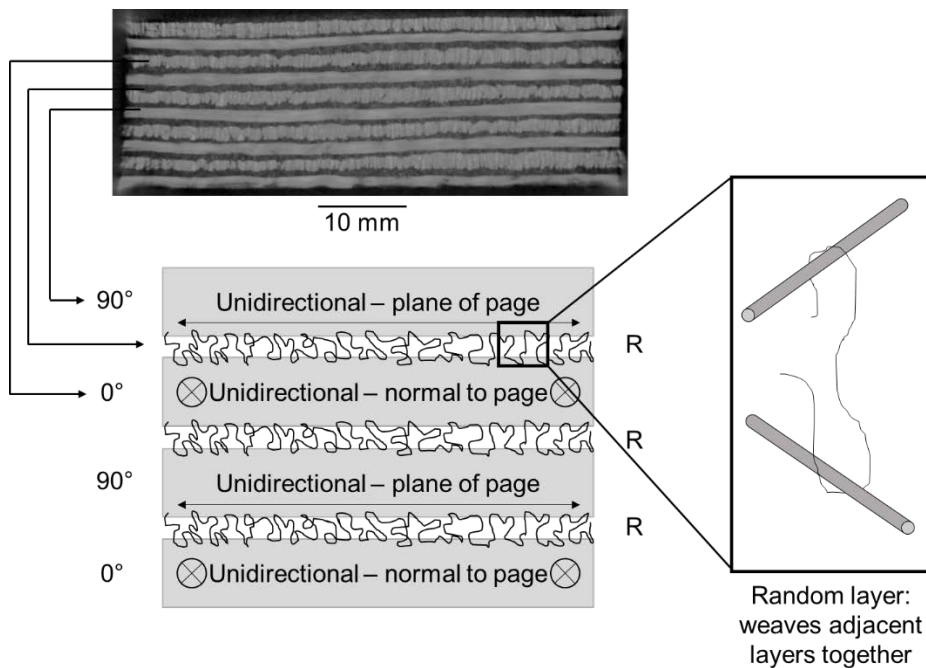 10 mm
90°
Unidirectional – plane of page
R
0°
Unidirectional – normal to page
R
90°
Unidirectional – plane of page
R
0°
Unidirectional – normal to page
Random layer:
weaves adjacent
layers together